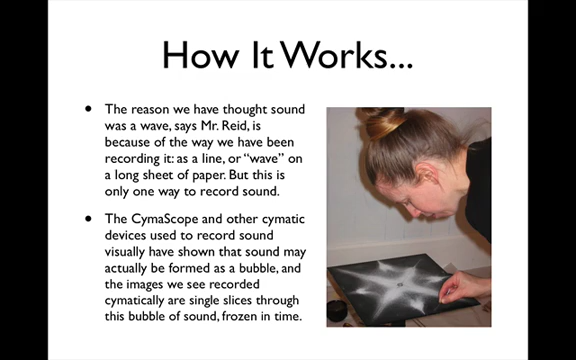 How It Works...
• The reason we have thought sound
was a wave, says Mr. Reid, is
because of the way we have been
recording it: as a line, or “wave” on
a long sheet of paper. But this is
only one way to record sound.
• The CymaScope and other cymatic
devices used to record sound
visually have shown that sound may
actually be formed as a bubble, and
the images we see recorded
cymatically are single slices through
this bubble of sound, frozen in time.